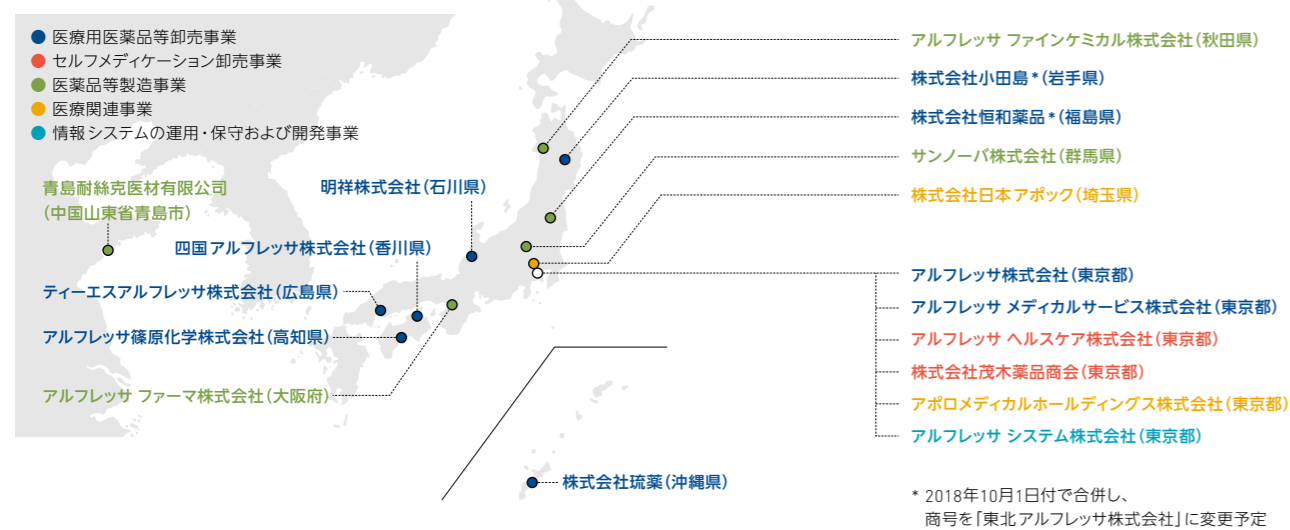 医療用医薬品等卸売事業
セルフメディケーション卸売事業
医薬品等製造事業
医療関連事業
情報システムの運用・保守および開発事業
青島耐絲克医材有限公司
（中国山東省青島市）
明祥株式会社（石川県）
四国アルフレッサ株式会社（香川県）
ティーエスアルフレッサ株式会社（広島県）
アルフレッサ篠原化学株式会社（高知県）
アルフレッサ ファーマ株式会社（大阪府）
株式会社琉薬（沖縄県）
アルフレッサ ファインケミカル株式会社（秋田県）
株式会社小田島*（岩手県）
株式会社恒和薬品*（福島県）
サンノーバ株式会社（群馬県）
株式会社日本アポック（埼玉県）
アルフレッサ株式会社（東京都）
アルフレッサ メディカルサービス株式会社（東京都）
アルフレッサ ヘルスケア株式会社（東京都）
株式会社茂木薬品商会（東京都）
アポロメディカルホールディングス株式会社（東京都）
アルフレッサ システム株式会社（東京都）
* 2018年10月1日付で合併し、
商号を「東北アルフレッサ株式会社」に変更予定